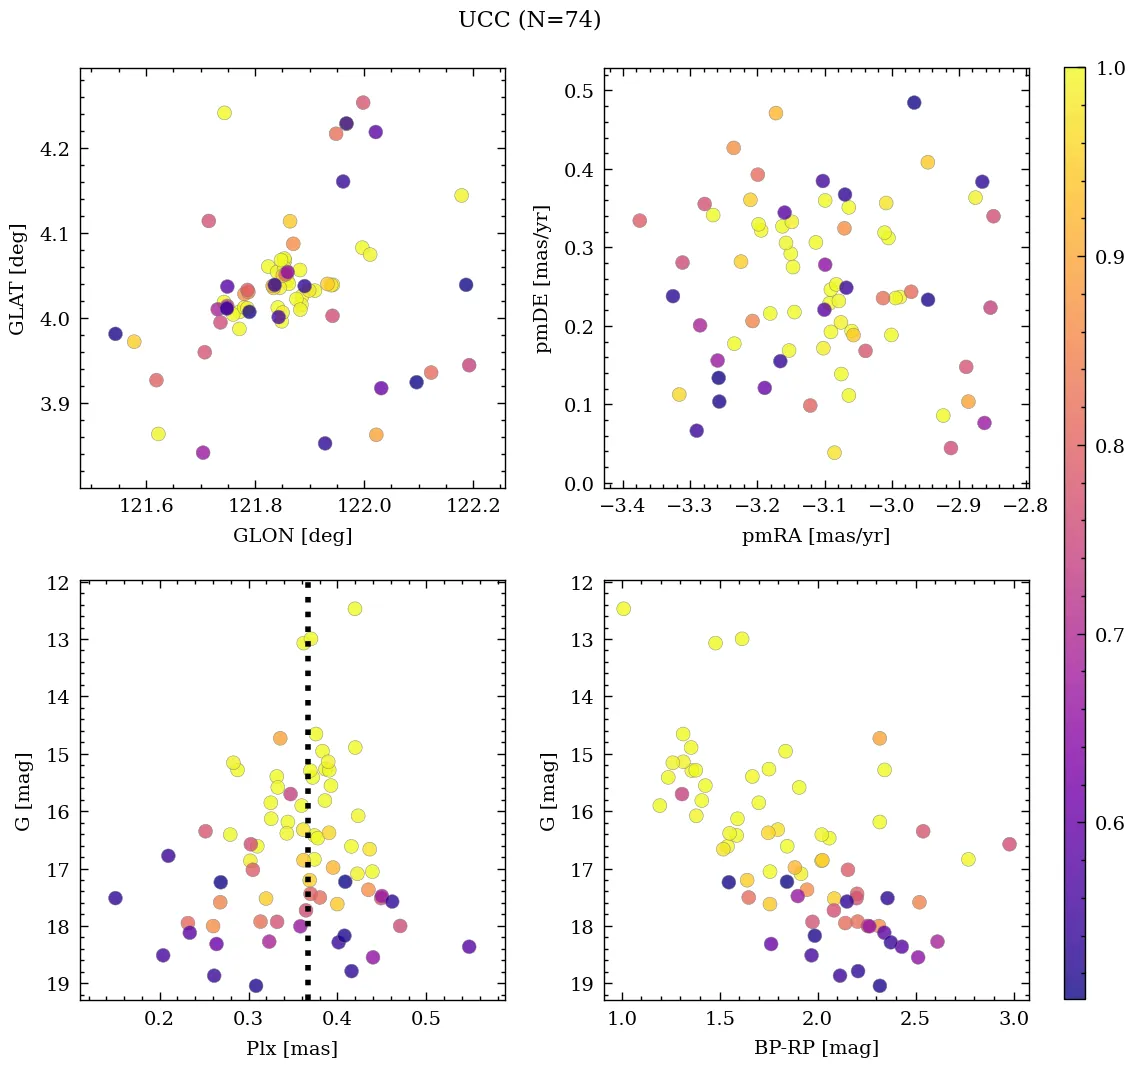 UCC (N=74)
4.2
4.1
4.0
3.9
GLAT [deg]
121.6 121.8 122.0 122.2
GLON [deg]
0.5
0.4
0.3
0.2
0.1
0.0
pmDE [mas/yr]
−3.4 −3.3 −3.2 −3.1 −3.0 −2.9 −2.8
pmRA [mas/yr]
1.0
0.9
0.8
0.7
0.6
12
13
14
15
16
17
18
19
G [mag]
0.2 0.3 0.4 0.5
Plx [mas]
12
13
14
15
16
17
18
19
G [mag]
1.0 1.5 2.0 2.5 3.0
BP-RP [mag]